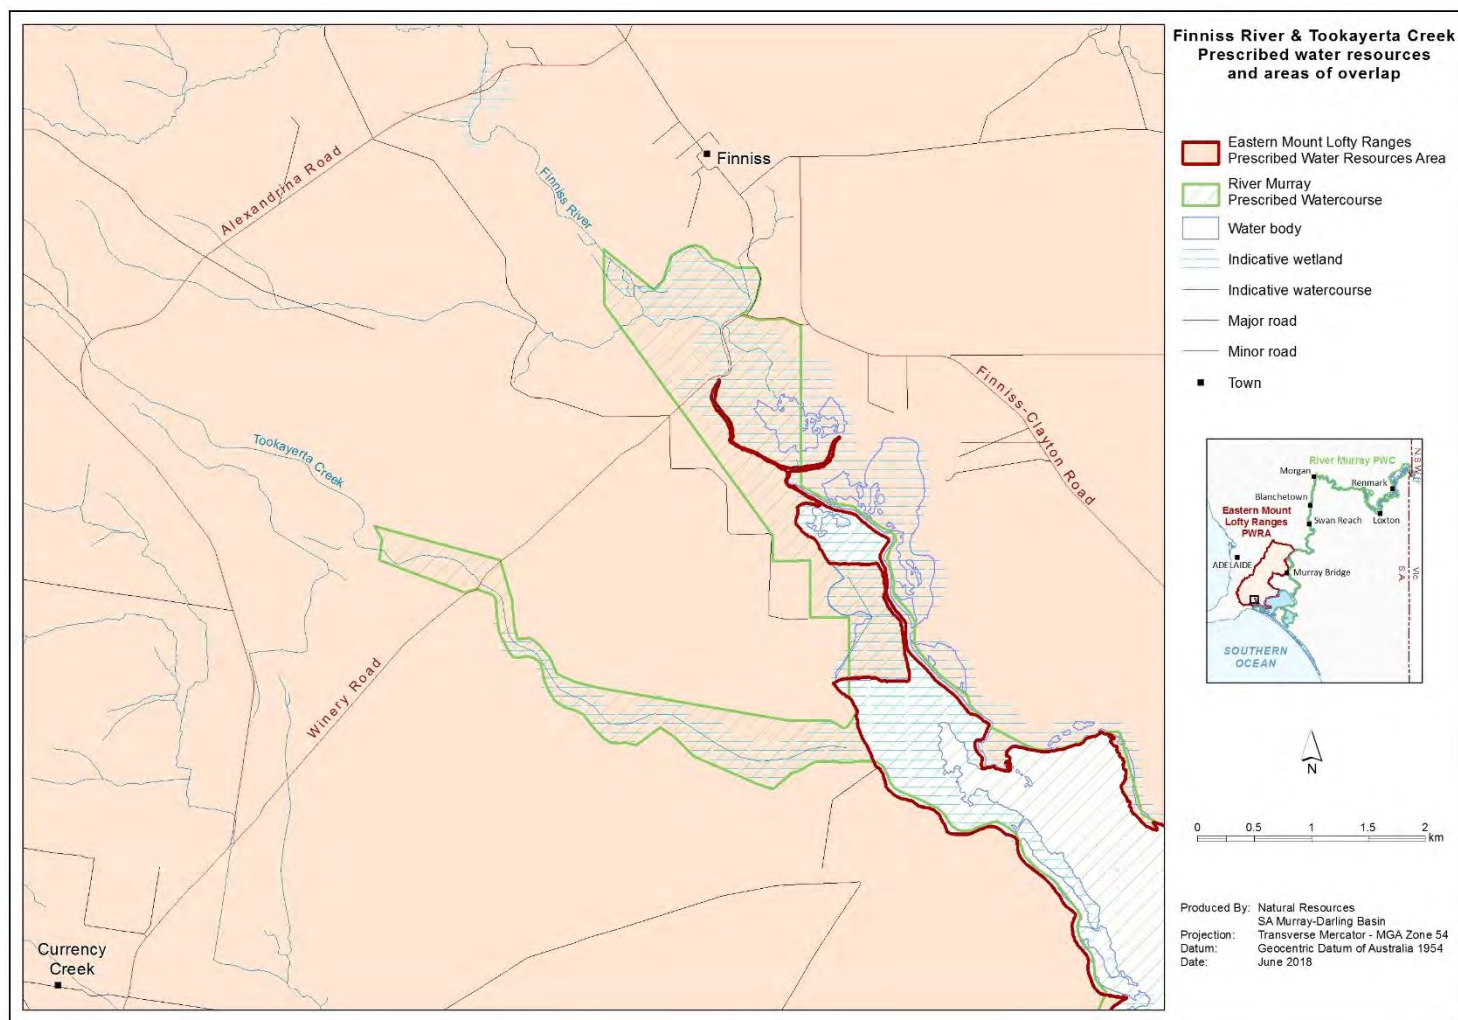 Finniss River & Tookayerta Creek
Prescribed water resources
and areas of overlap
Eastern Mount Lofty Ranges
Prescribed Water Resources Area
River Murray
Prescribed Watercourse
Water body
Indicative wetland
Indicative watercourse
Major road
Minor road
Town
Alexandrina Road
Finniss
Finniss River
Finniss-Clayton Road
Tookayerta Creek
Winery Road
Currency
Creek
River Murray PWC
N.S.W.
Morgan
Renmark
Blanchetown
Eastern Mount
Lofty Ranges
PWRA
Swan Reach
Loxton
ADELAIDE
Murray Bridge
S A
Vic
SOUTHERN
OCEAN
N
0 0.5 1 1.5 2
km
Produced By: Natural Resources
SA Murray-Darling Basin
Projection: Transverse Mercator - MGA Zone 54
Datum: Geocentric Datum of Australia 1954
Date: June 2018